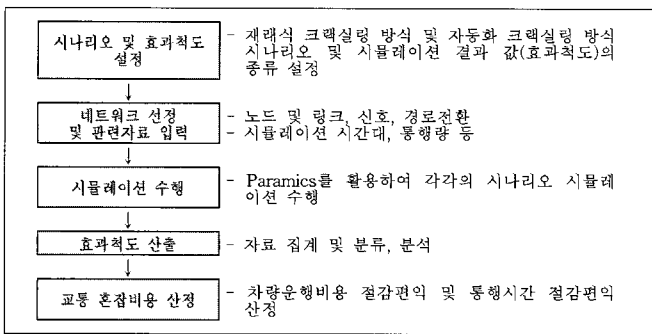 시나리오 및 효과척도
설정
- 재래식 크랙실링 방식 및 자동화 크랙실링 방식
시나리오 및 시뮬레이션 결과 값(효과척도)의
종류 설정
네트워크 선정
및 관련자료 입력
- 노드 및 링크, 신호, 경로전환
- 시뮬레이션 시간대, 통행량 등
시뮬레이션 수행
- Paramics를 활용하여 각각의 시나리오 시뮬레
이션 수행
효과척도 산출
- 자료 집계 및 분류, 분석
교통 혼잡비용 산정
- 차량운행비용 절감편익 및 통행시간 절감편익
산정